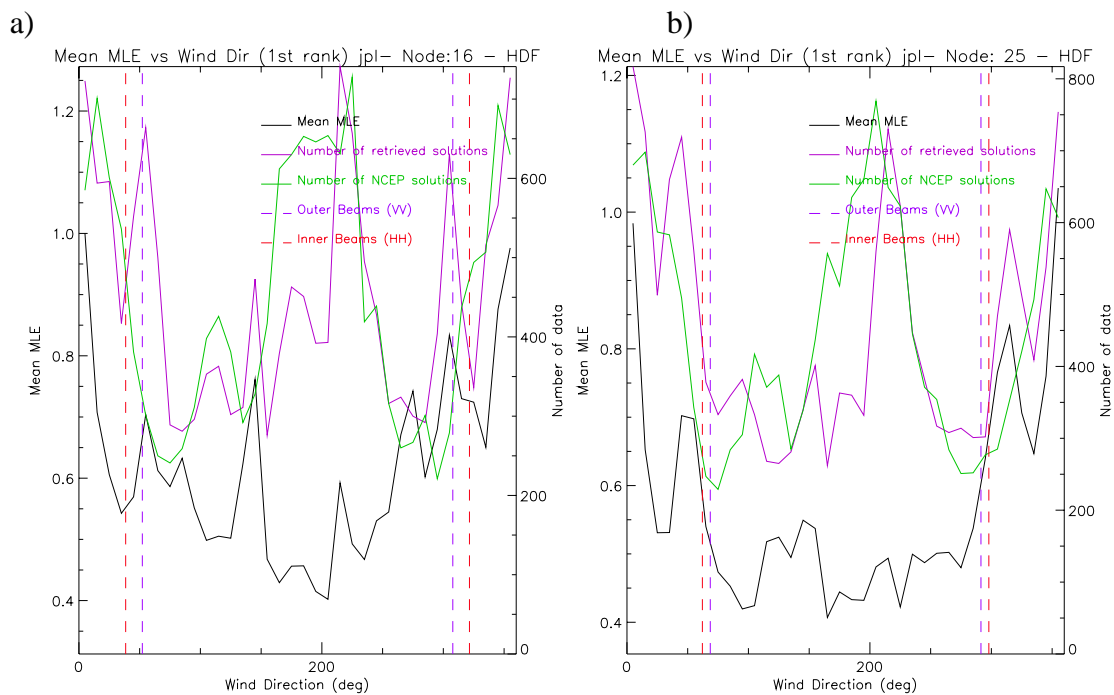 a)
b)
Mean MLE vs Wind Dir (1st rank) jpl- Node:16 - HDF
Mean MLE vs Wind Dir (1st rank) jpl- Node: 25 - HDF
Mean MLE
Number of retrieved solutions
Number of NCEP solutions
Outer Beams (VV)
Inner Beams (HH)
Mean MLE
Number of retrieved solutions
Number of NCEP solutions
Outer Beams (VV)
Inner Beams (HH)
1.2
1.0
0.8
0.6
0.4
Mean MLE
600
400
200
0
Number of data
0
200
Wind Direction (deg)
1.2
1.0
0.8
0.6
0.4
Mean MLE
800
600
400
200
0
Number of data
0
200
Wind Direction (deg)